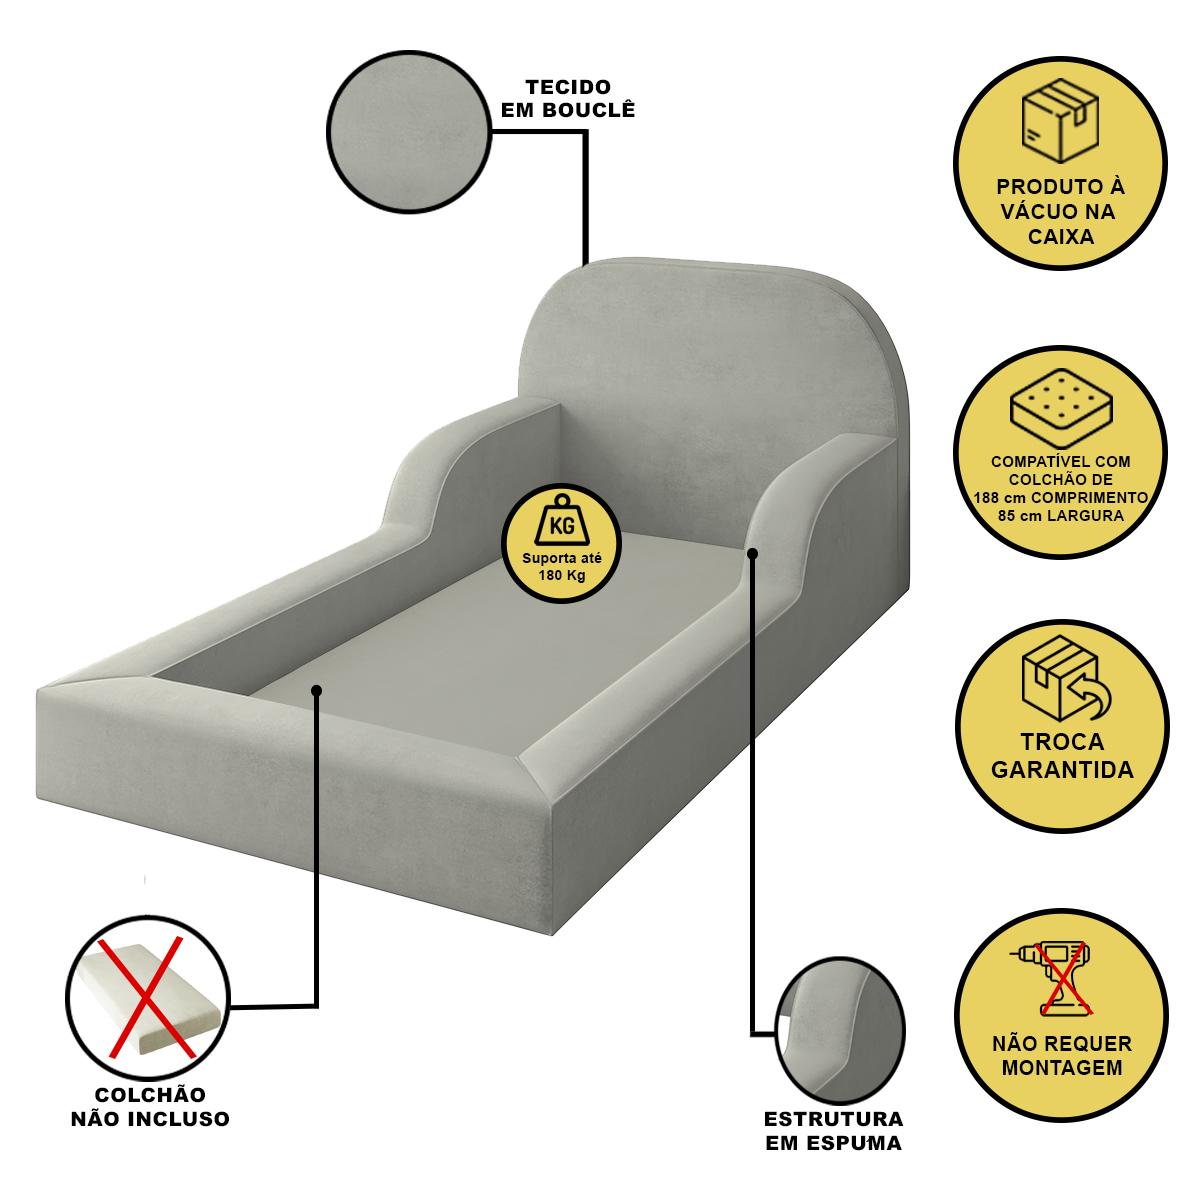 TECIDO
EM BOUCLÊ
PRODUTO À
VÁCUO NA
CAIXA
COMPATÍVEL COM
COLCHÃO DE
188 cm COMPRIMENTO
85 cm LARGURA
KG
Suporta até
180 Kg
TROCA
GARANTIDA
COLCHÃO
NÃO INCLUSO
ESTRUTURA
EM ESPUMA
NÃO REQUER
MONTAGEM